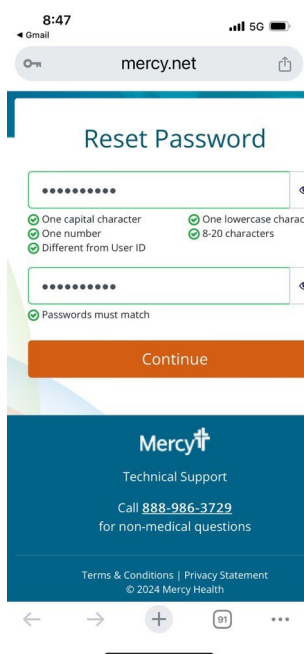 8:47
5G
Gmail
mercy.net
Reset Password
One capital character
One lowercase charac
One number
8-20 characters
Different from User ID
Passwords must match
Continue
Mercy
Technical Support
Call 888-986-3729
for non-medical questions
Terms & Conditions | Privacy Statement
© 2024 Mercy Health
91